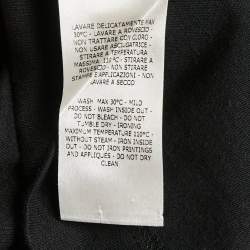 LAVARE DELICATAMENTE MAX
30°C - LAVARE A ROVESCIO
NON TRATTARE CON CLORO -
NON USARE ASCIUGATRICE -
STIRARE A TEMPERATURA
MASSIMA 110°C - STIRARE A
ROVESCIO - NON STIRARE
STAMPE E APPLICAZIONI - NON
LAVARE A SECCO
WASH MAX 30°C - MILD
PROCESS - WASH INSIDE OUT -
DO NOT BLEACH - DO NOT
TUMBLE DRY - IRONING
MAXIMUM TEMPERATURE 110°C -
WITHOUT STEAM - IRON INSIDE
OUT - DO NOT IRON PRINTINGS
AND APPLIQUES - DO NOT DRY
CLEAN